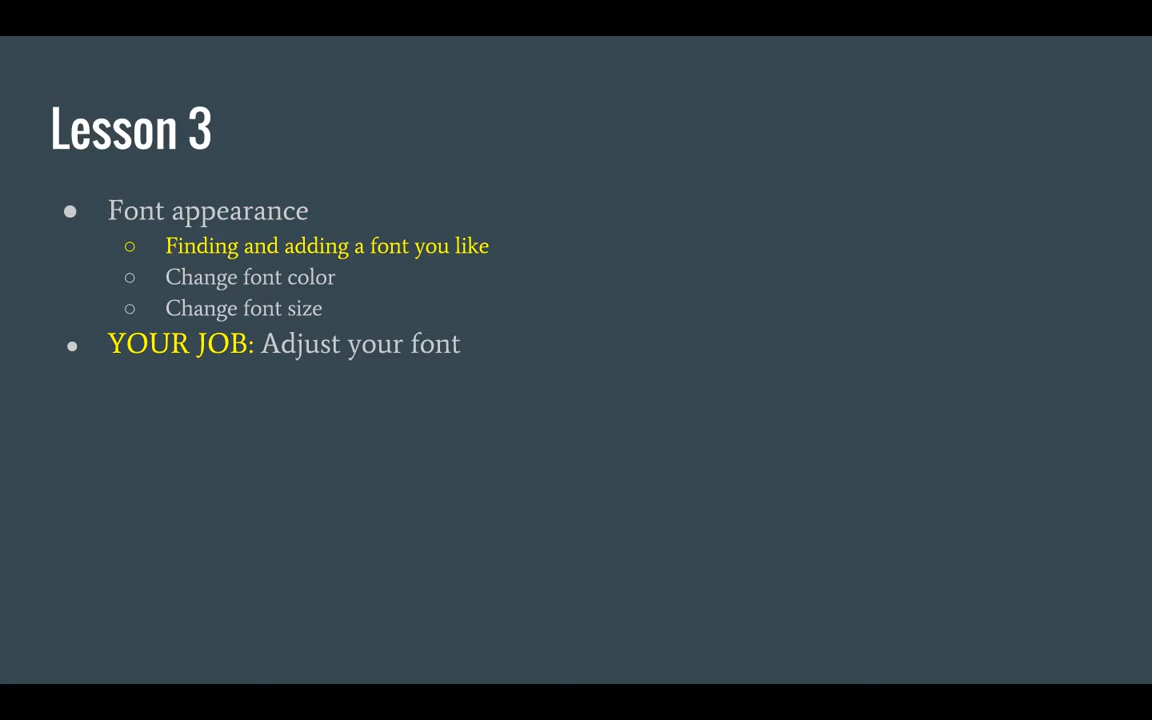 Lesson 3
● Font appearance
○ Finding and adding a font you like
○ Change font color
○ Change font size
● YOUR JOB: Adjust your font